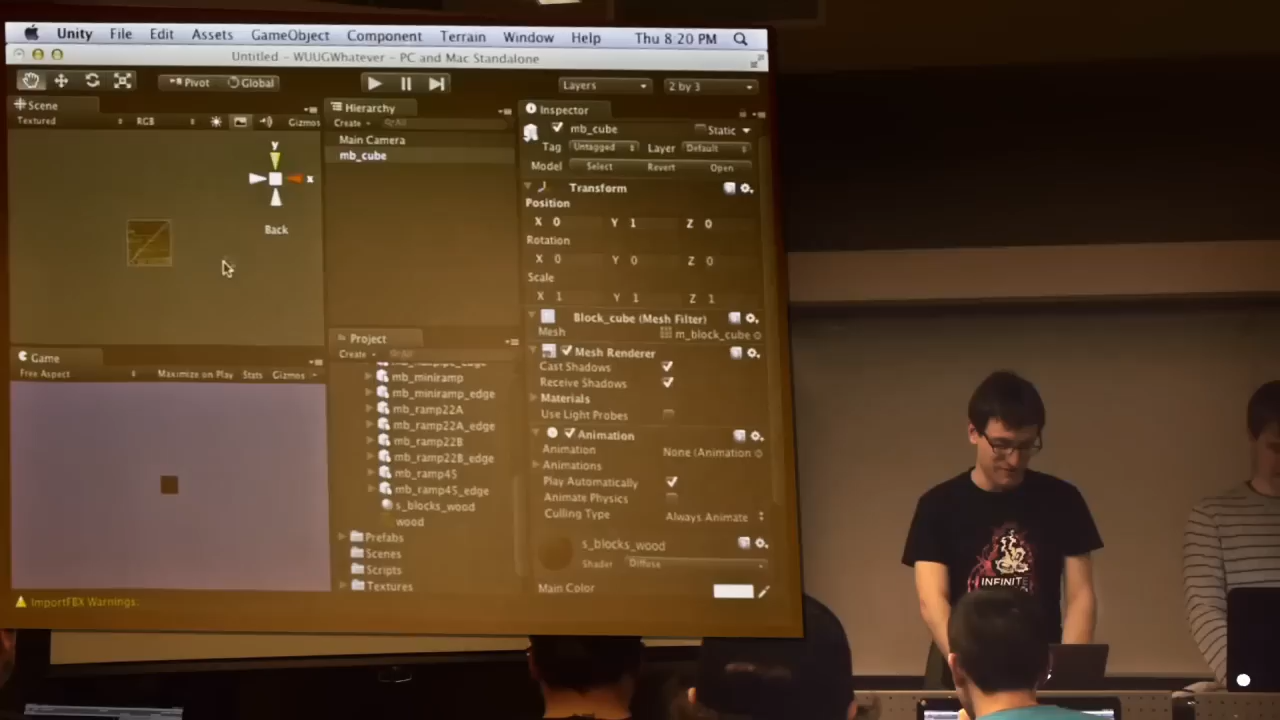 Unity File Edit Assets GameObject Component Terrain Window Help Thu 8:20 PM
Untitled - WUUGWhatever - PC and Mac Standalone
Pivot Global
Layers
2 by 3
Scene
Textured RGB Gizmos
y
x
Back
Game
Free Aspect Maximize on Play Stats Gizmos
ImportFBX Warnings:
Hierarchy
Create All
Main Camera
mb_cube
Project
Create All
mb_miniramp
mb_miniramp_edge
mb_ramp22A
mb_ramp22A_edge
mb_ramp22B
mb_ramp22B_edge
mb_ramp45
mb_ramp45_edge
s_blocks_wood
wood
Prefabs
Scenes
Scripts
Textures
Inspector
mb_cube Static
Tag Untagged Layer Default
Model Select Revert Open
Transform
Position
X 0 Y 1 Z 0
Rotation
X 0 Y 0 Z 0
Scale
X 1 Y 1 Z 1
Block_cube (Mesh Filter)
Mesh m_block_cube
Mesh Renderer
Cast Shadows
Receive Shadows
Materials
Use Light Probes
Animation
Animation None (Animation
Animations
Play Automatically
Animate Physics
Culling Type Always Animate
s_blocks_wood
Shader Diffuse
Main Color
INFINITE